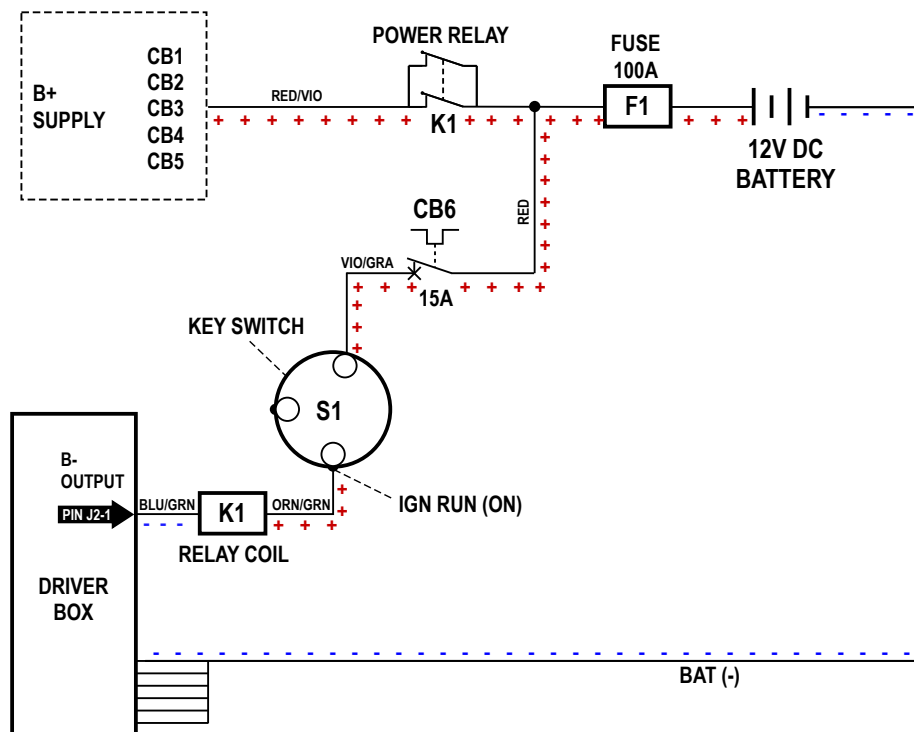 POWER RELAY
FUSE
100A
CB1
CB2
CB3
CB4
CB5
B+
SUPPLY
RED/VIO
K1
F1
12V DC
BATTERY
RED
CB6
VIO/GRA
15A
KEY SWITCH
S1
IGN RUN (ON)
B-
OUTPUT
PIN J2-1
BLU/GRN
K1
ORN/GRN
RELAY COIL
DRIVER
BOX
BAT (-)